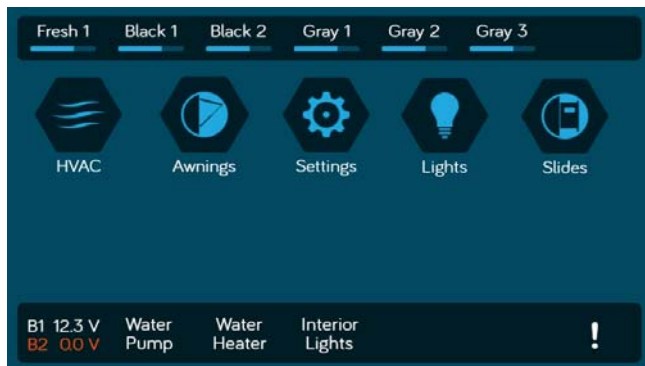 Fresh 1 Black 1 Black 2 Gray 1 Gray 2 Gray 3
HVAC Awnings Settings Lights Slides
B1 12.3 V Water Water Interior
B2 0.0 V Pump Heater Lights
!